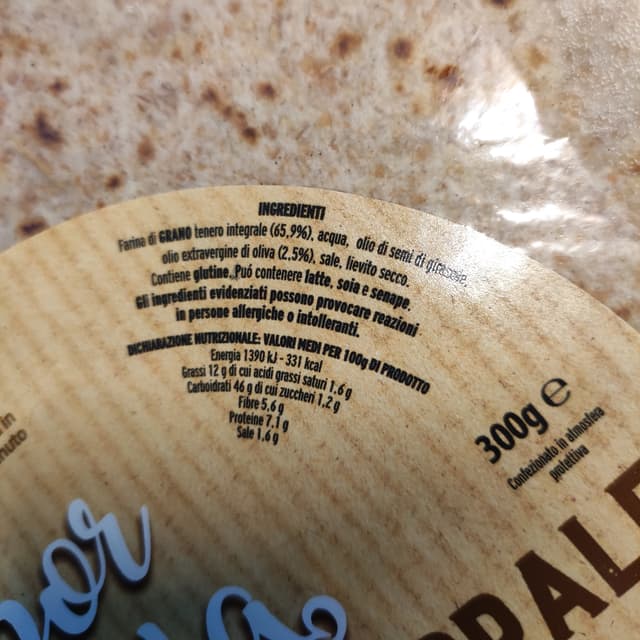 INGREDIENTI
Farina di GRANO tenero integrale (65,9%), acqua, olio di semi di girasole,
olio extravergine di oliva (2.5%), sale, lievito secco.
Contiene glutine. Può contenere latte, soia e senape.
Gli ingredienti evidenziati possono provocare reazioni
in persone allergiche o intolleranti.
DICHIARAZIONE NUTRIZIONALE: VALORI MEDI PER 100g DI PRODOTTO
Energia 1390 kJ - 331 kcal
Grassi 12 g di cui acidi grassi saturi 1,6 g
Carboidrati 46 g di cui zuccheri 1,2 g
Fibre 5,6 g
Proteine 7,1 g
Sale 1,6 g
300g e
Confezionato in atmosfera
protettiva